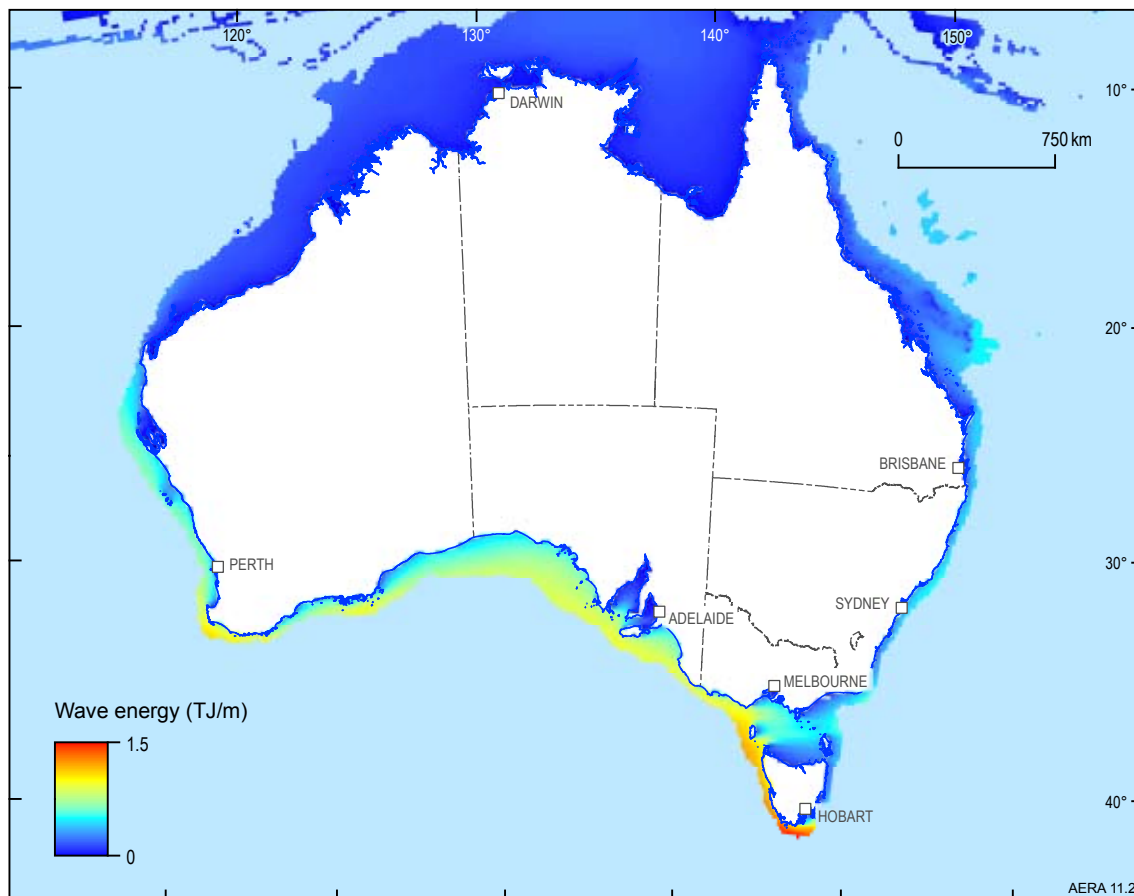 120°
130°
140°
150°
DARWIN
10°
0
750 km
20°
BRISBANE
PERTH
30°
SYDNEY
ADELAIDE
MELBOURNE
Wave energy (TJ/m)
1.5
0
40°
HOBART
AERA 11.2